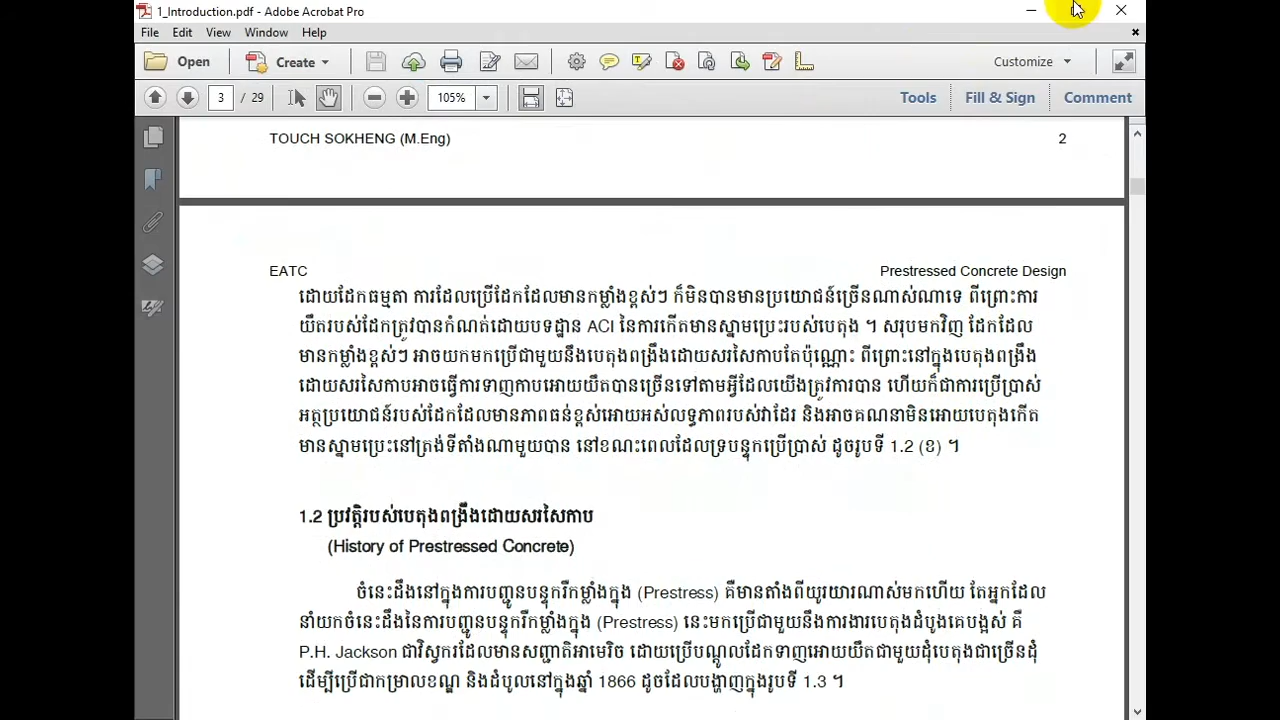 1_Introduction.pdf - Adobe Acrobat Pro
File Edit View Window Help
Open Create Customize
3 / 29 105% Tools Fill & Sign Comment
TOUCH SOKHENG (M.Eng) 2
EATC Prestressed Concrete Design
ដោយដែកធម្មតា ការដែលប្រើដែកដែលមានកម្លាំងខ្ពស់ៗ ក៏មិនបានមានប្រយោជន៍ច្រើនណាស់ណាទេ ពីព្រោះការ
យឺតរបស់ដែកត្រូវបានកំណត់ដោយបទដ្ឋាន ACI នៃការកើតមានស្នាមប្រេះរបស់បេតុង ។ សរុបមកវិញ ដែកដែល
មានកម្លាំងខ្ពស់ៗ អាចយកមកប្រើជាមួយនឹងបេតុងពង្រឹងដោយសរសៃកាបតែប៉ុណ្ណោះ ពីព្រោះនៅក្នុងបេតុងពង្រឹង
ដោយសរសៃកាបអាចធ្វើការទាញកាបអោយយឺតបានច្រើនទៅតាមអ្វីដែលយើងត្រូវការបាន ហើយក៏ជាការប្រើប្រាស់
អត្ថប្រយោជន៍របស់ដែកដែលមានភាពធន់ខ្ពស់អោយអស់លទ្ធភាពរបស់វាដែរ និងអាចគណនាមិនអោយបេតុងកើត
មានស្នាមប្រេះនៅត្រង់ទីតាំងណាមួយបាន នៅខណះពេលដែលទ្របន្ទុកប្រើប្រាស់ ដូចរូបទី 1.2 (ខ) ។
1.2 ប្រវត្តិរបស់បេតុងពង្រឹងដោយសរសៃកាប
(History of Prestressed Concrete)
ចំនេះដឹងនៅក្នុងការបញ្ជូនបន្ទុករឺកម្លាំងក្នុង (Prestress) គឺមានតាំងពីយូរយារណាស់មកហើយ តែអ្នកដែល
នាំយកចំនេះដឹងនៃការបញ្ជូនបន្ទុករឺកម្លាំងក្នុង (Prestress) នេះមកប្រើជាមួយនឹងការងារបេតុងដំបូងគេបង្អស់ គឺ
P.H. Jackson ជាវិស្វករដែលមានសញ្ជាតិអាមេរិច ដោយប្រើបណ្តូលដែកទាញអោយយឺតជាមួយដុំបេតុងជាច្រើនដុំ
ដើម្បីប្រើជាកម្រាលខណ្ឌ និងដំបូលនៅក្នុងឆ្នាំ 1866 ដូចដែលបង្ហាញក្នុងរូបទី 1.3 ។